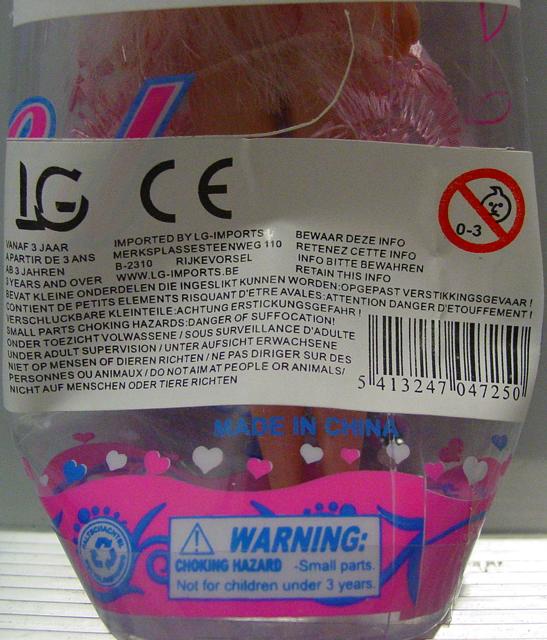 LG CE
0-3
VANAF 3 JAAR
A PARTIR DE 3 ANS
AB 3 JAHREN
3 YEARS AND OVER
IMPORTED BY LG-IMPORTS
MERKSPLASSESTEENWEG 110
B-2310 RIJKEVORSEL
WWW.LG-IMPORTS.BE
BEWAAR DEZE INFO
RETENEZ CETTE INFO
INFO BITTE BEWAHREN
RETAIN THIS INFO
BEVAT KLEINE ONDERDELEN DIE INGESLIKT KUNNEN WORDEN:OPGEPAST VERSTIKKINGSGEVAAR !
CONTIENT DE PETITS ELEMENTS RISQUANT D'ETRE AVALES:ATTENTION DANGER D'ETOUFFEMENT !
VERSCHLUCKBARE KLEINTEILE:ACHTUNG ERSTICKUNGSGEFAHR !
SMALL PARTS CHOKING HAZARDS:DANGER OF SUFFOCATION!
ONDER TOEZICHT VOLWASSENE / SOUS SURVEILLANCE D'ADULTE
UNDER ADULT SUPERVISION / UNTER AUFSICHT ERWACHSENE
NIET OP MENSEN OF DIEREN RICHTEN / NE PAS DIRIGER SUR DES
PERSONNES OU ANIMAUX / DO NOT AIM AT PEOPLE OR ANIMALS/
NICHT AUF MENSCHEN ODER TIERE RICHTEN
5 413247 047250
MADE IN CHINA
WARNING:
CHOKING HAZARD -Small parts.
Not for children under 3 years.